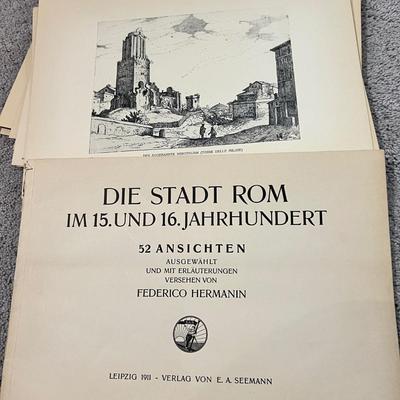 DIE STADT ROM
IM 15. UND 16. JAHRHUNDERT
52 ANSICHTEN
AUSGEWÄHLT
UND MIT ERLÄUTERUNGEN
VERSEHEN VON
FEDERICO HERMANIN
LEIPZIG 1911 - VERLAG VON E. A. SEEMANN